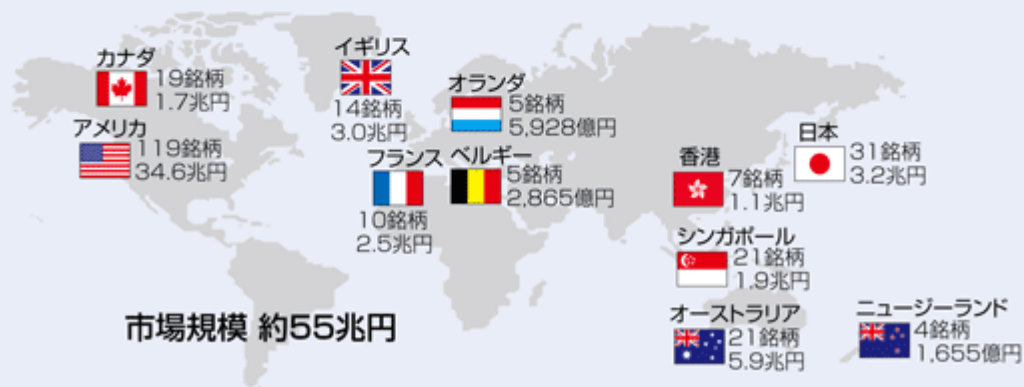 カナダ
19銘柄
1.7兆円
アメリカ
119銘柄
34.6兆円
イギリス
14銘柄
3.0兆円
オランダ
5銘柄
5,928億円
フランス
10銘柄
2.5兆円
ベルギー
5銘柄
2,865億円
香港
7銘柄
1.1兆円
日本
31銘柄
3.2兆円
シンガポール
21銘柄
1.9兆円
オーストラリア
21銘柄
5.9兆円
ニュージーランド
4銘柄
1,655億円
市場規模 約55兆円